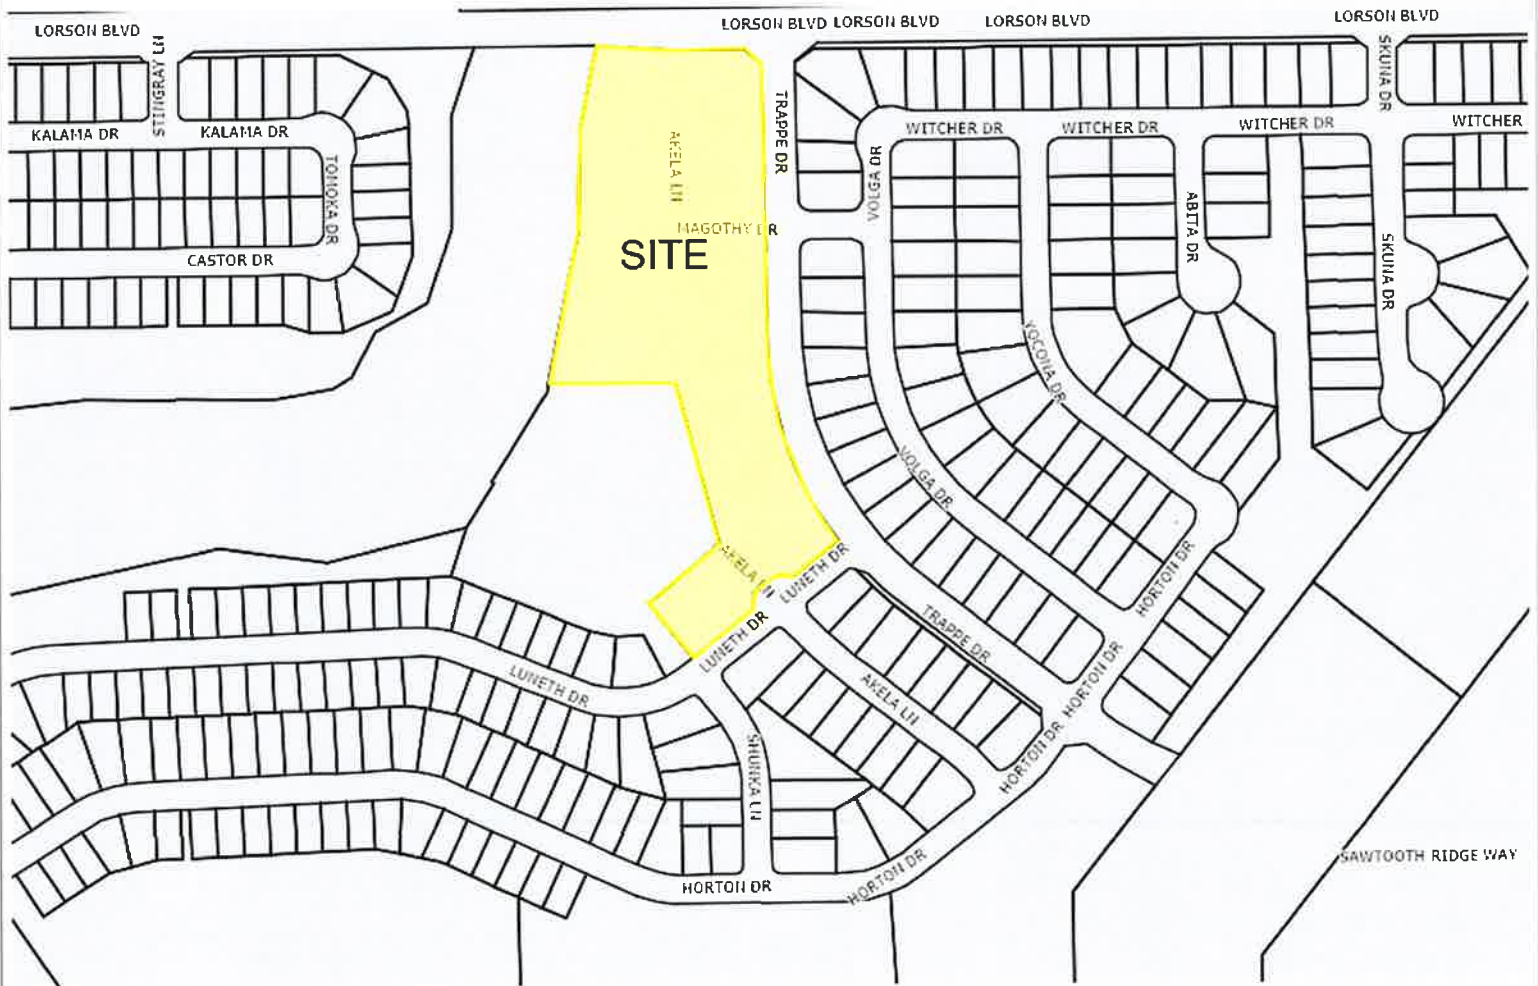 LORSON BLVD
LORSON BLVD
LORSON BLVD
LORSON BLVD
LORSON BLVD
STINGRAY LN
SKUNA DR
KALAMA DR
KALAMA DR
TRAPPE DR
WITCHER DR
WITCHER DR
WITCHER DR
WITCHER
AKELA LN
TOMOKA DR
VOLGA DR
ABITA DR
MAGOTHY DR
SITE
CASTOR DR
SKUNA DR
YOCONA DR
VOLGA DR
AKELA LN
LUNETH DR
HORTON DR
LUNETH DR
TRAPPE DR
LUNETH DR
AKELA LN
HORTON DR
HORTON DR
SHUNKA LN
SAWTOOTH RIDGE WAY
HORTON DR
HORTON DR